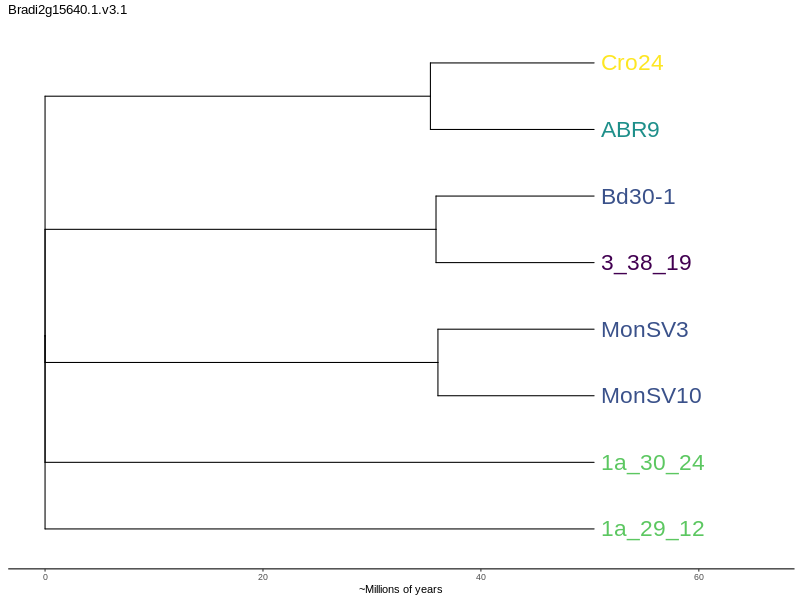 Bradi2g15640.1.v3.1
Cro24
ABR9
Bd30-1
3_38_19
MonSV3
MonSV10
1a_30_24
1a_29_12
0 20 40 60
~Millions of years